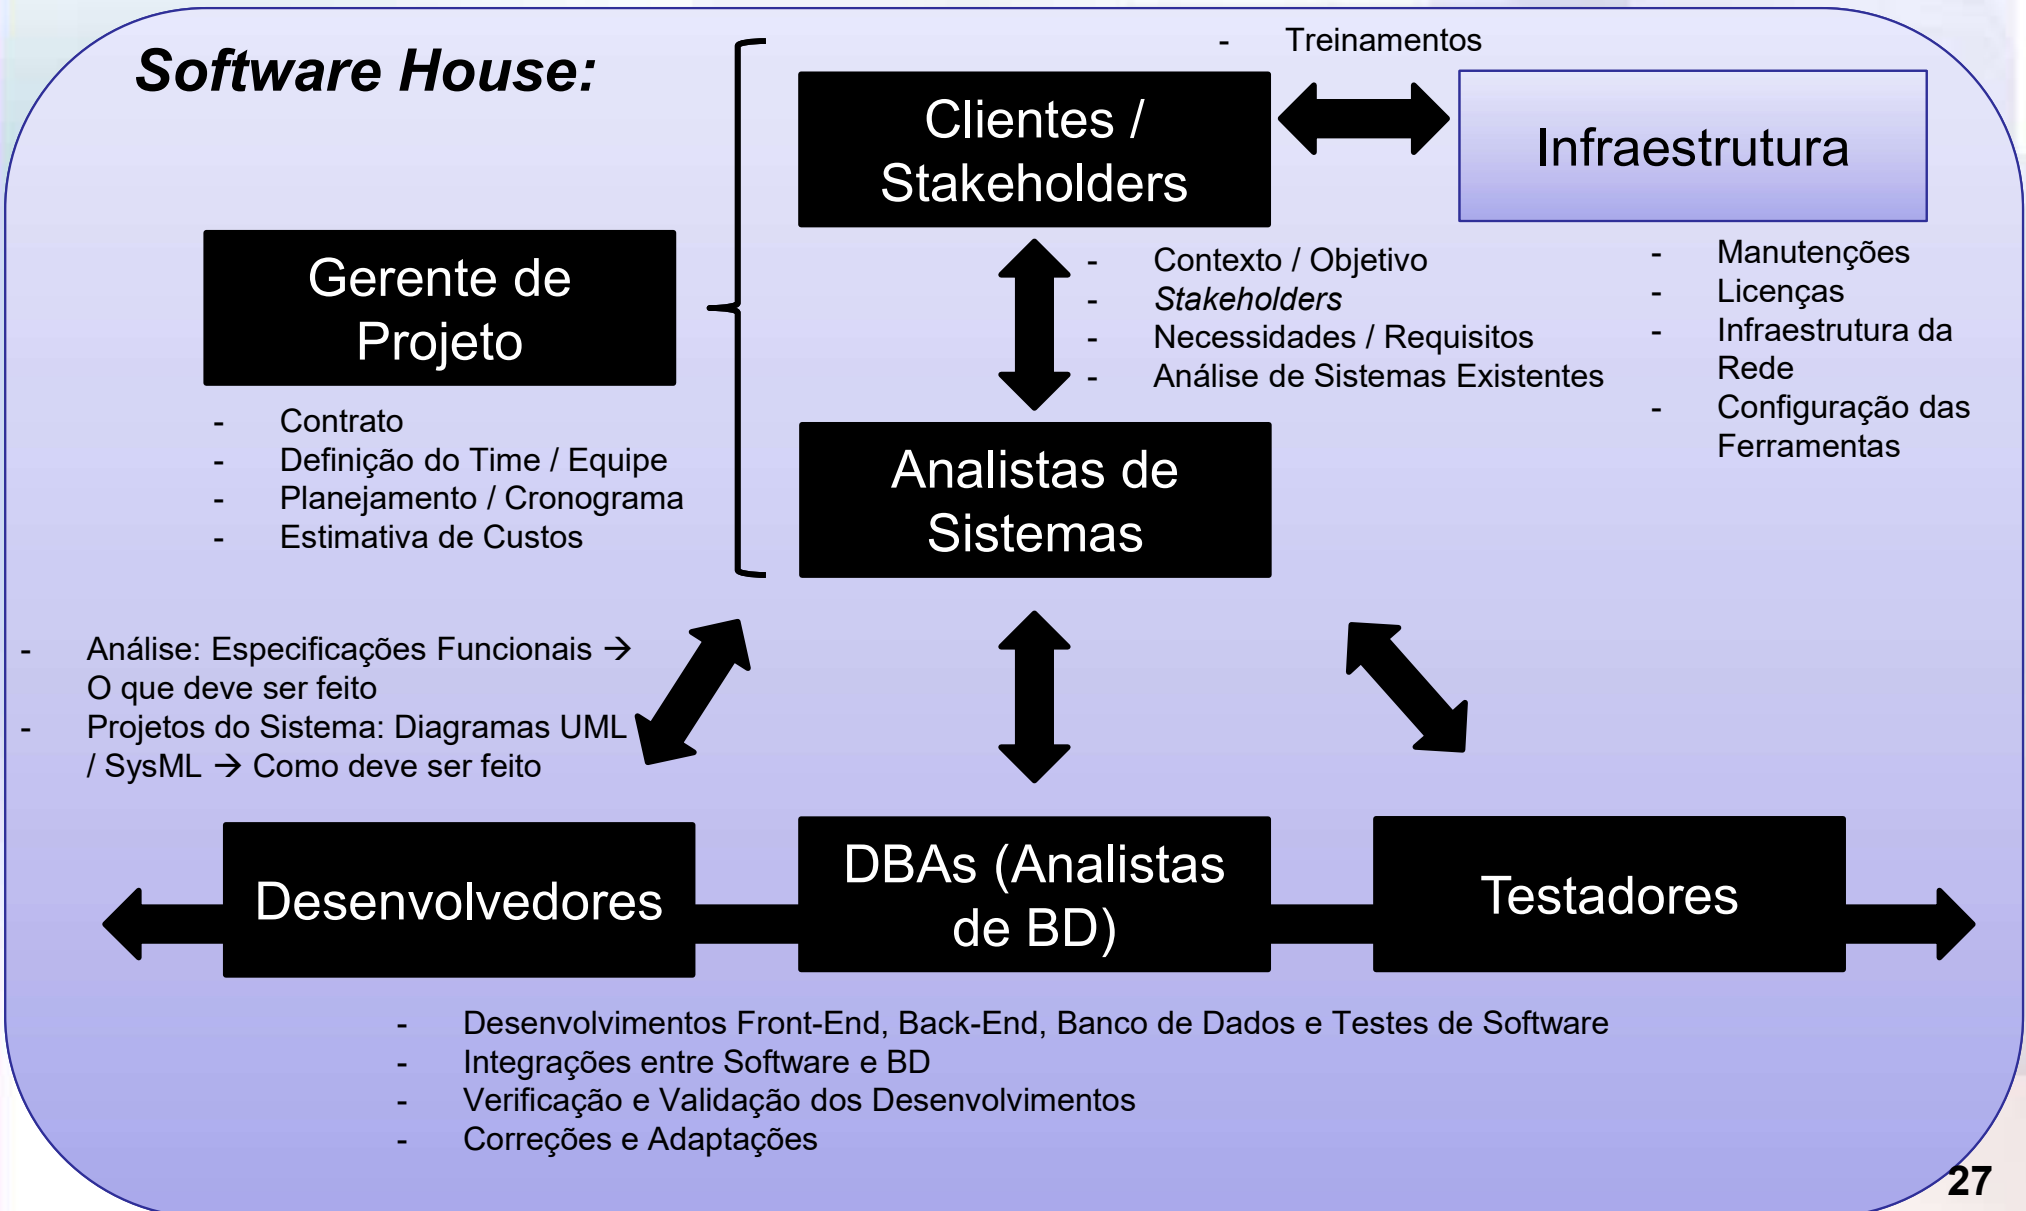 Software House:
- Treinamentos
Clientes /
Stakeholders
Infraestrutura
Gerente de
Projeto
- Contexto / Objetivo
- Stakeholders
- Necessidades / Requisitos
- Análise de Sistemas Existentes
- Manutenções
- Licenças
- Infraestrutura da
Rede
- Configuração das
Ferramentas
- Contrato
- Definição do Time / Equipe
- Planejamento / Cronograma
- Estimativa de Custos
Analistas de
Sistemas
- Análise: Especificações Funcionais →
O que deve ser feito
- Projetos do Sistema: Diagramas UML
/ SysML → Como deve ser feito
Desenvolvedores
DBAs (Analistas
de BD)
Testadores
- Desenvolvimentos Front-End, Back-End, Banco de Dados e Testes de Software
- Integrações entre Software e BD
- Verificação e Validação dos Desenvolvimentos
- Correções e Adaptações
27